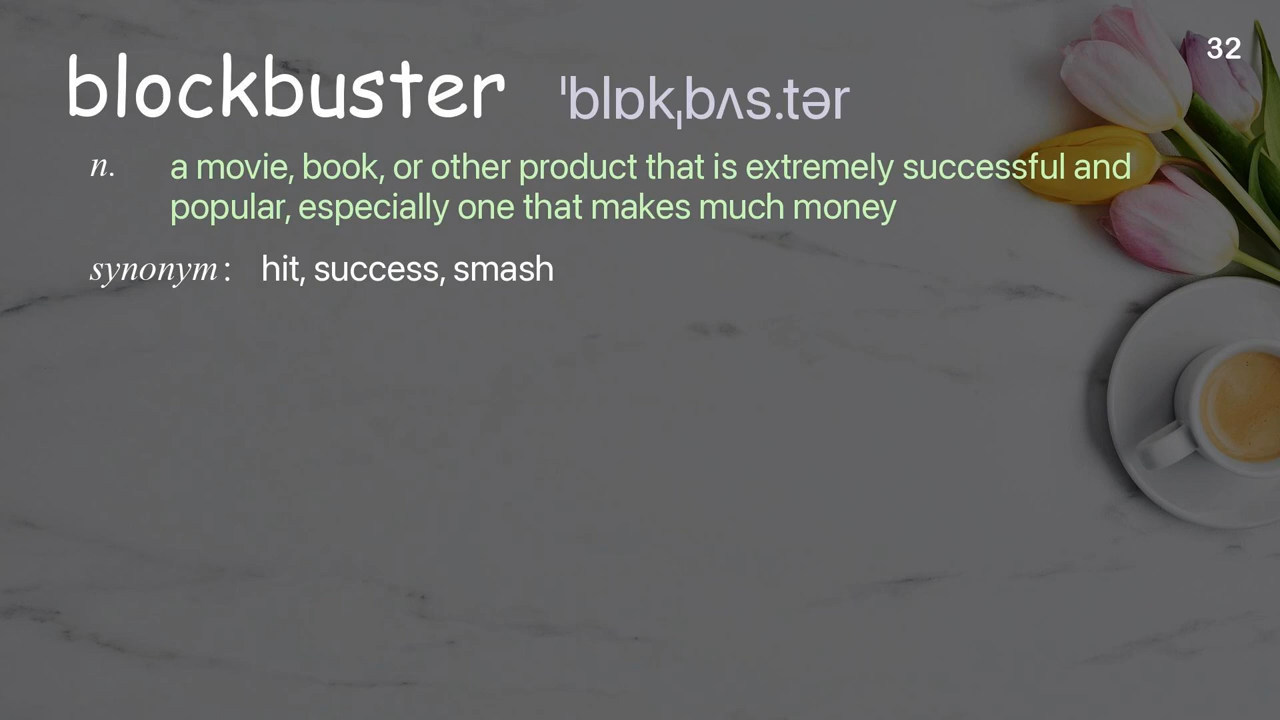 32
blockbuster ˈblɒkˌbʌs.tər
n. a movie, book, or other product that is extremely successful and
popular, especially one that makes much money
synonym: hit, success, smash